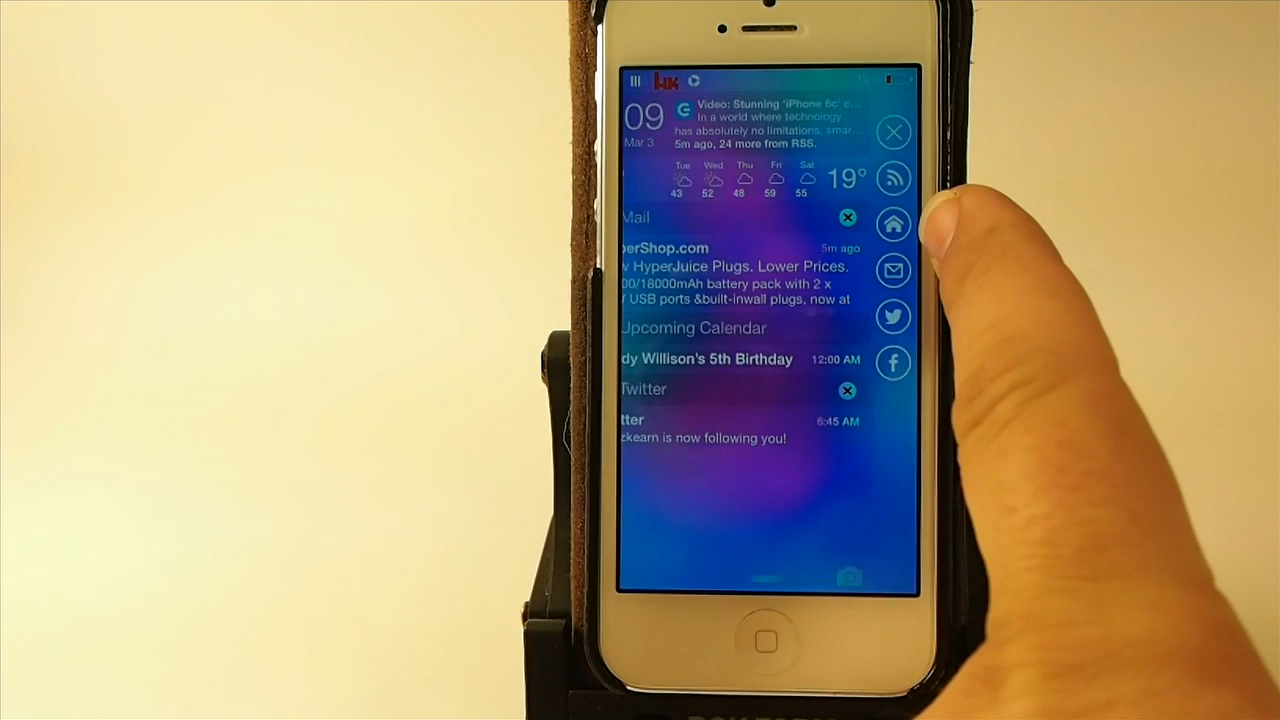 09
Mar 3
Video: Stunning 'iPhone 6c' c...
In a world where technology
has absolutely no limitations, smar...
5m ago, 24 more from RSS.
Tue Wed Thu Fri Sat
43 52 48 59 55
19°
Mail
perShop.com 5m ago
w HyperJuice Plugs. Lower Prices.
00/18000mAh battery pack with 2 x
/ USB ports &built-inwall plugs, now at
Upcoming Calendar
dy Willison's 5th Birthday 12:00 AM
Twitter
tter 6:45 AM
zkearn is now following you!